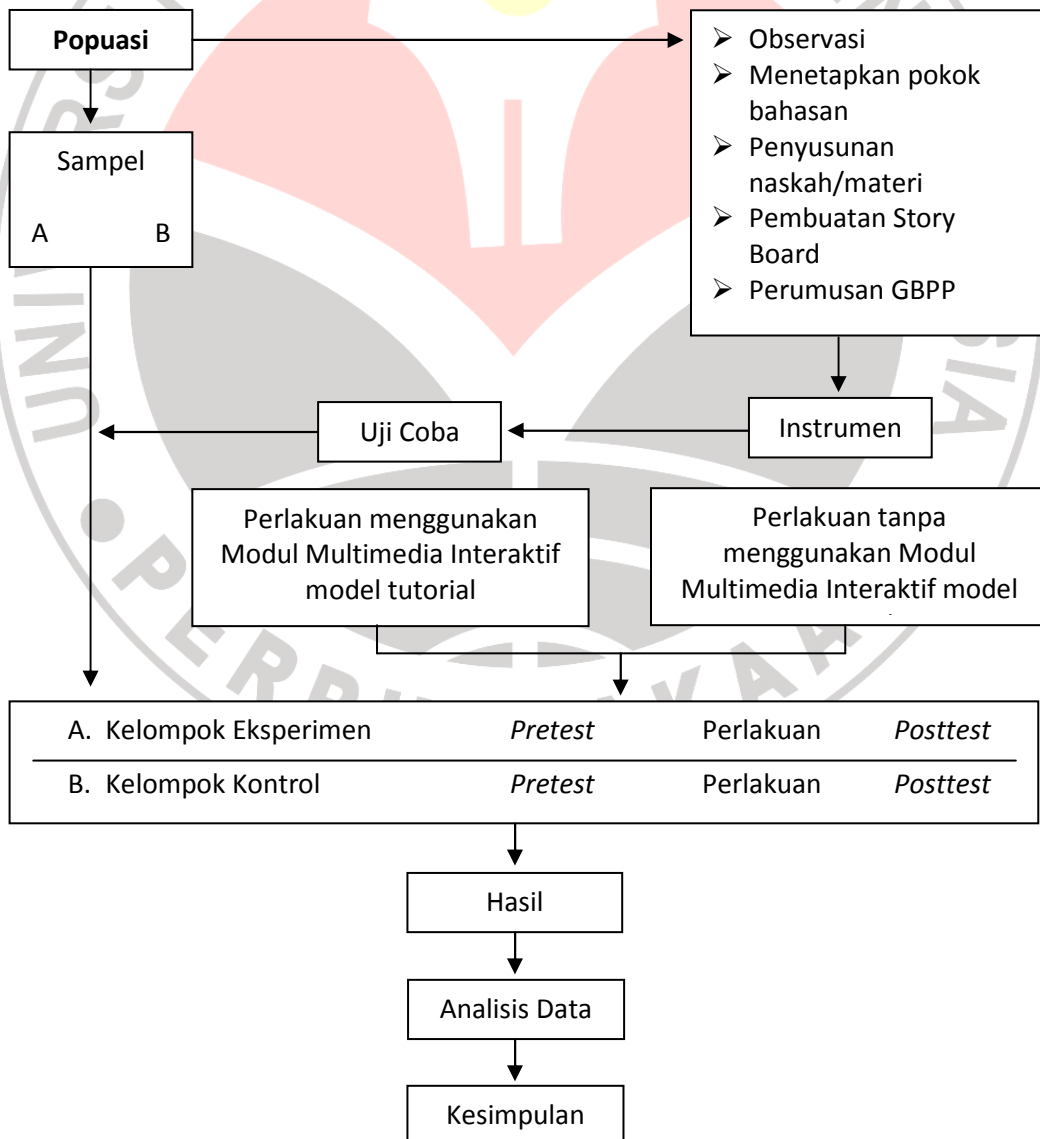 Popuasi
➢ Observasi
➢ Menetapkan pokok
bahasan
➢ Penyusunan
naskah/materi
➢ Pembuatan Story
Board
➢ Perumusan GBPP
Sampel
A B
Uji Coba
Instrumen
Perlakuan menggunakan
Modul Multimedia Interaktif
model tutorial
Perlakuan tanpa
menggunakan Modul
Multimedia Interaktif model
A. Kelompok Eksperimen Pretest Perlakuan Posttest
B. Kelompok Kontrol Pretest Perlakuan Posttest
Hasil
Analisis Data
Kesimpulan